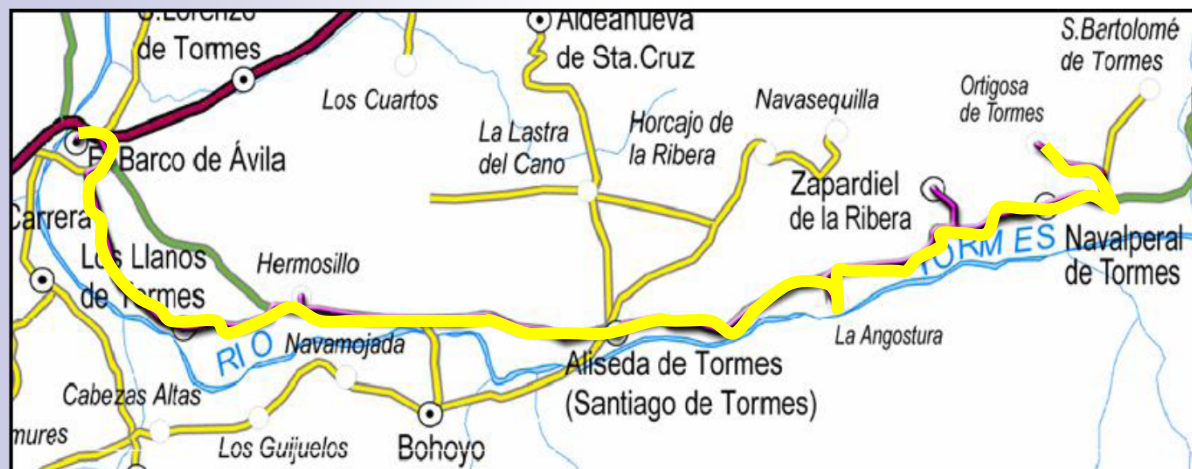 S.Lorenzo
de Tormes
Aldeanueva
de Sta.Cruz
S.Bartolomé
de Tormes
Los Cuartos
Navasequilla
Ortigosa
de Tormes
La Lastra
del Cano
Horcajo de
la Ribera
El Barco de Ávila
Zapardiel
de la Ribera
Carrera
Los Llanos
de Tormes
Hermosillo
TORMES
Navalperal
de Tormes
RIO
Navamojada
La Angostura
Aliseda de Tormes
(Santiago de Tormes)
Cabezas Altas
mures
Los Guijuelos
Bohoyo